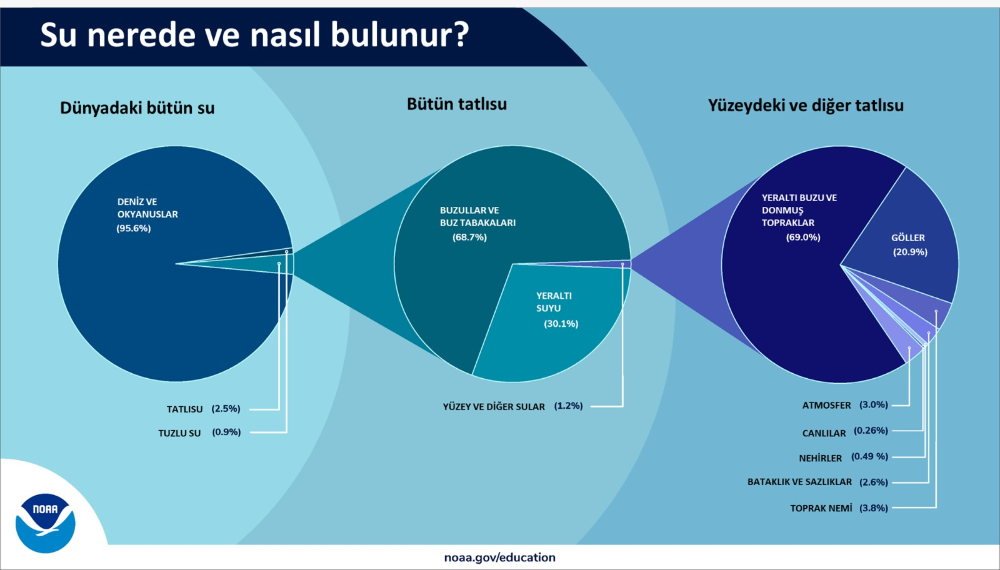 Su nerede ve nasıl bulunur?
Dünyadaki bütün su
DENİZ VE
OKYANUSLAR
(95.6%)
TATLISU (2.5%)
TUZLU SU (0.9%)
Bütün tatlısu
BUZULLAR VE
BUZ TABAKALARI
(68.7%)
YERALTI
SUYU
(30.1%)
YÜZEY VE DİĞER SULAR (1.2%)
Yüzeydeki ve diğer tatlısu
YERALTI BUZU VE
DONMUŞ
TOPRAKLAR
(69.0%)
GÖLLER
(20.9%)
ATMOSFER (3.0%)
CANLILAR (0.26%)
NEHİRLER (0.49 %)
BATAKLIK VE SAZLIKLAR (2.6%)
TOPRAK NEMİ (3.8%)
NOAA
noaa.gov/education